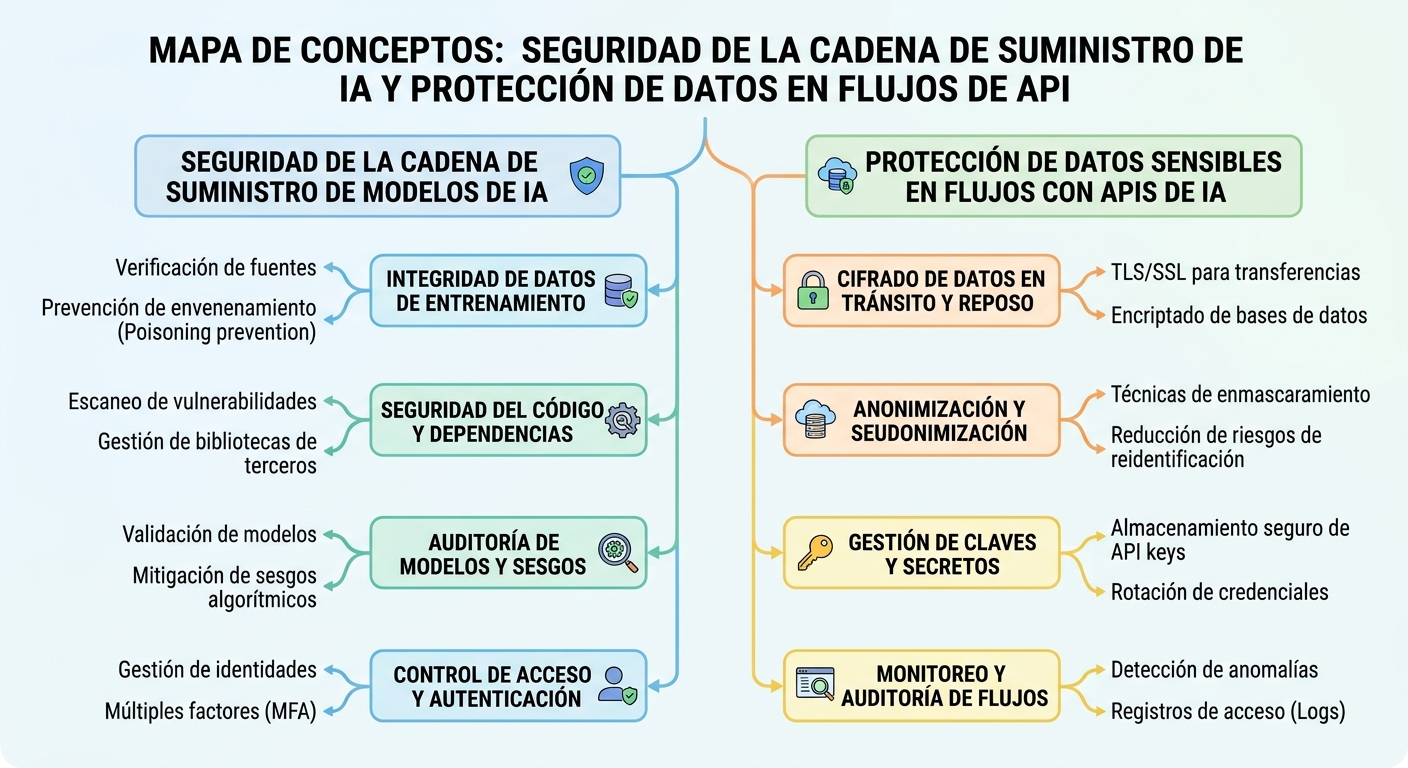 MAPA DE CONCEPTOS: SEGURIDAD DE LA CADENA DE SUMINISTRO DE
IA Y PROTECCIÓN DE DATOS EN FLUJOS DE API
SEGURIDAD DE LA CADENA DE
SUMINISTRO DE MODELOS DE IA
INTEGRIDAD DE DATOS
DE ENTRENAMIENTO
Verificación de fuentes
Prevención de envenenamiento
(Poisoning prevention)
SEGURIDAD DEL CÓDIGO
Y DEPENDENCIAS
Escaneo de vulnerabilidades
Gestión de bibliotecas de
terceros
AUDITORÍA DE
MODELOS Y SESGOS
Validación de modelos
Mitigación de sesgos
algorítmicos
CONTROL DE ACCESO
Y AUTENTICACIÓN
Gestión de identidades
Múltiples factores (MFA)
PROTECCIÓN DE DATOS SENSIBLES
EN FLUJOS CON APIS DE IA
CIFRADO DE DATOS EN
TRÁNSITO Y REPOSO
TLS/SSL para transferencias
Encriptado de bases de datos
ANONIMIZACIÓN Y
SEUDONIMIZACIÓN
Técnicas de enmascaramiento
Reducción de riesgos de
reidentificación
GESTIÓN DE CLAVES
Y SECRETOS
Almacenamiento seguro de
API keys
Rotación de credenciales
MONITOREO Y
AUDITORÍA DE FLUJOS
Detección de anomalías
Registros de acceso (Logs)